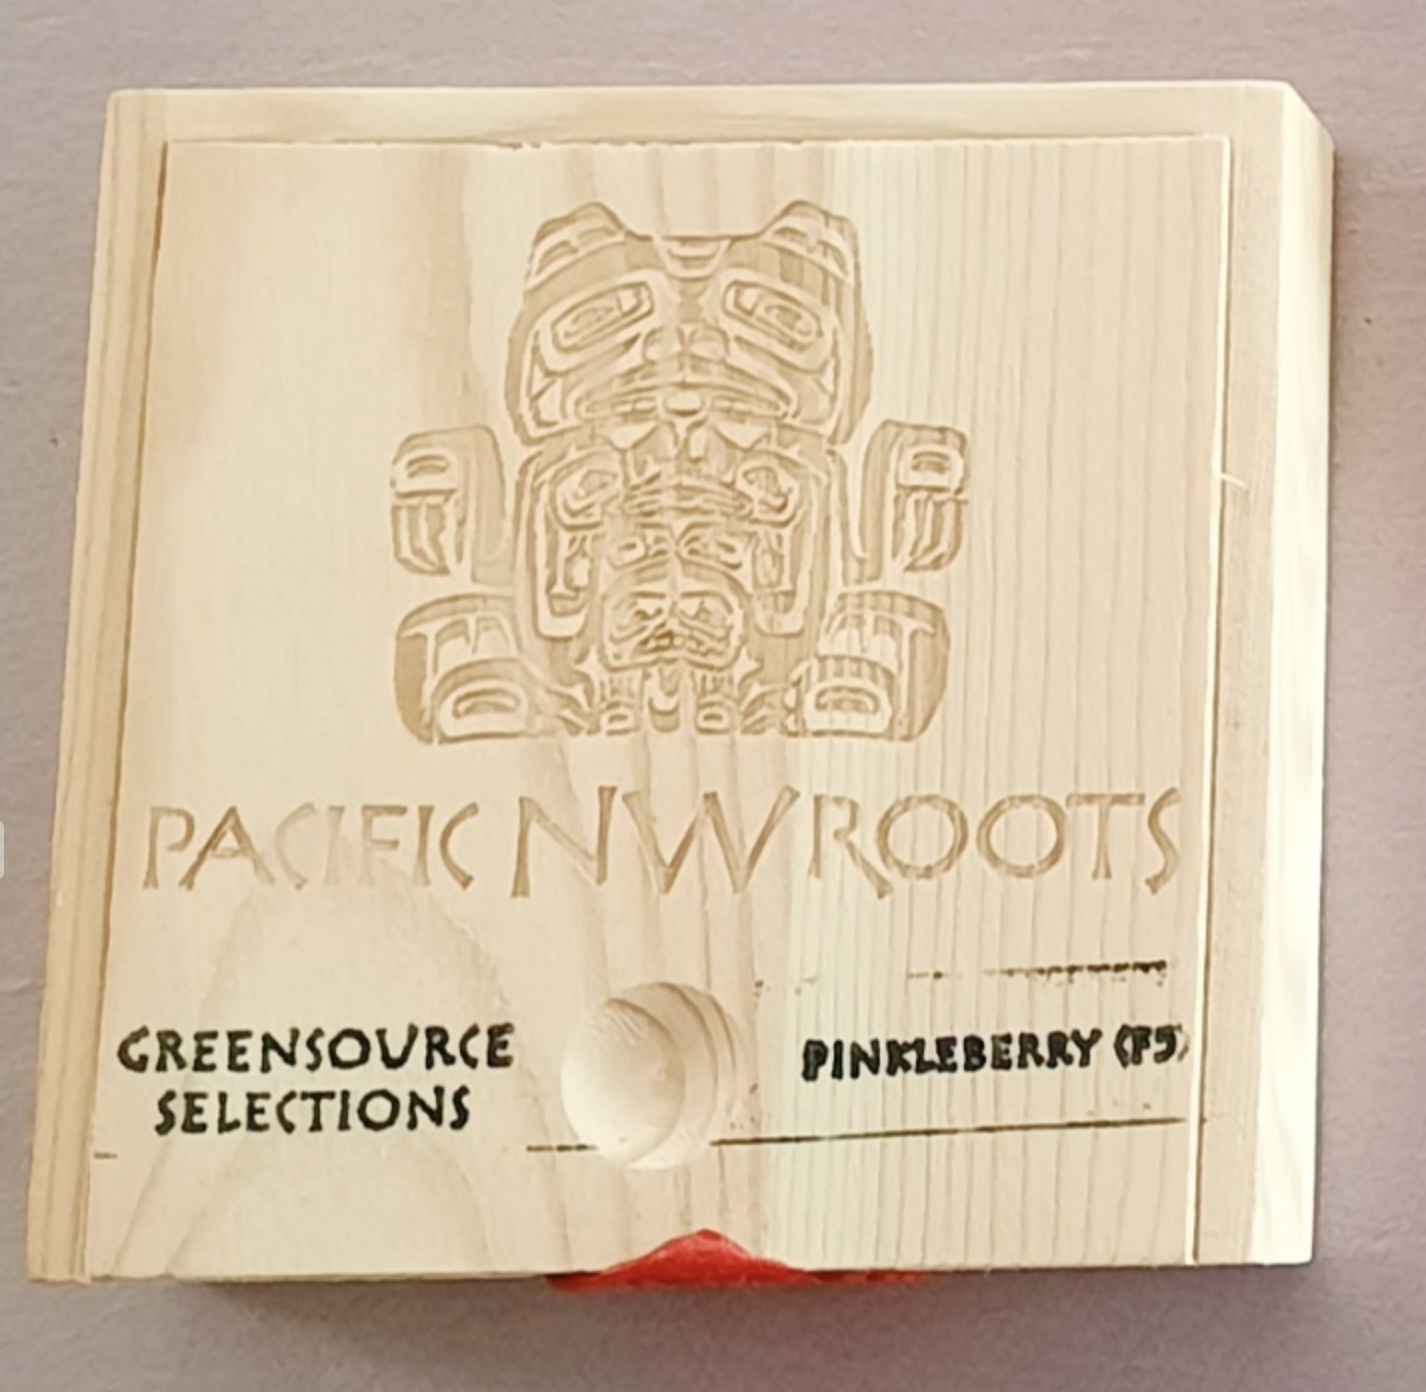 PACIFIC NW ROOTS
GREENSOURCE
SELECTIONS
PINKLEBERRY (F5)